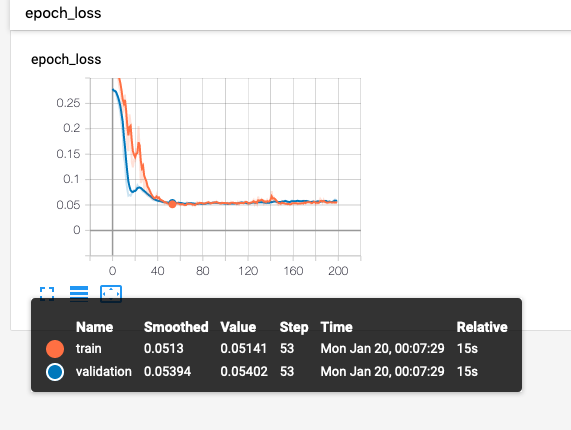 epoch_loss
epoch_loss
0.25
0.2
0.15
0.1
0.05
0
0 40 80 120 160 200
Name Smoothed Value Step Time Relative
train 0.0513 0.05141 53 Mon Jan 20, 00:07:29 15s
validation 0.05394 0.05402 53 Mon Jan 20, 00:07:29 15s